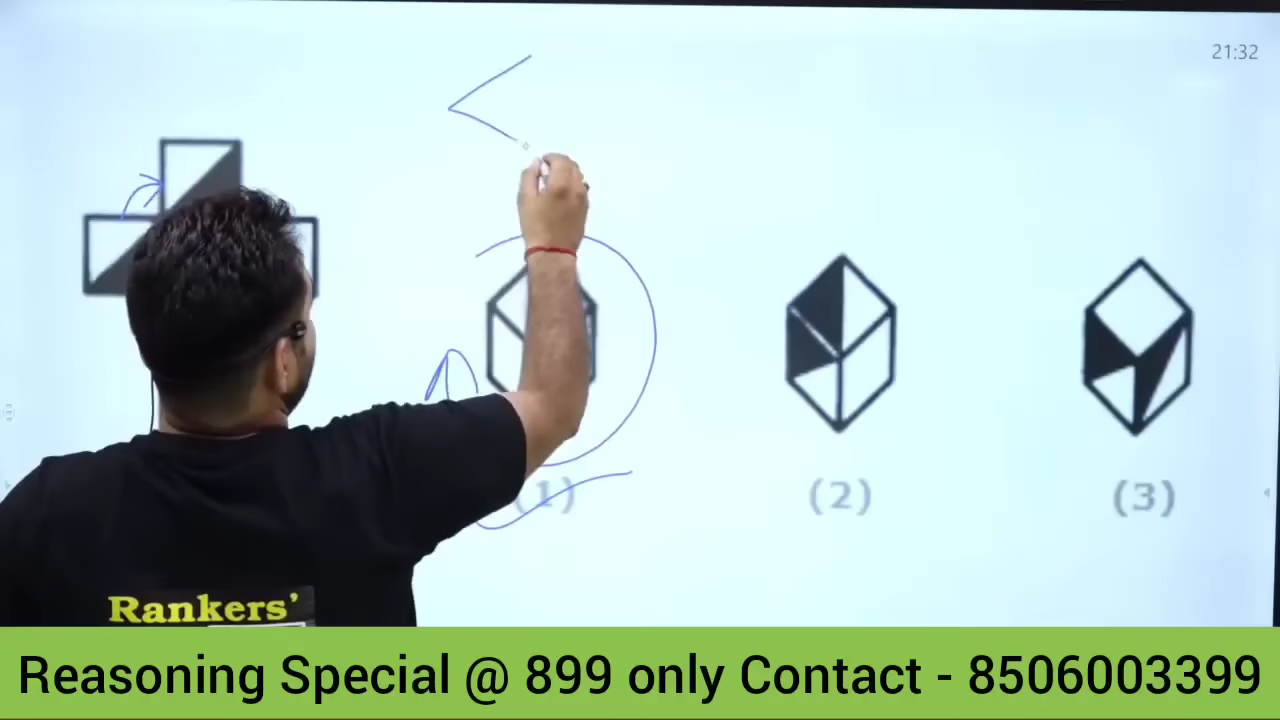 21:32
(1)
(2)
(3)
Rankers'
Reasoning Special @ 899 only Contact - 8506003399